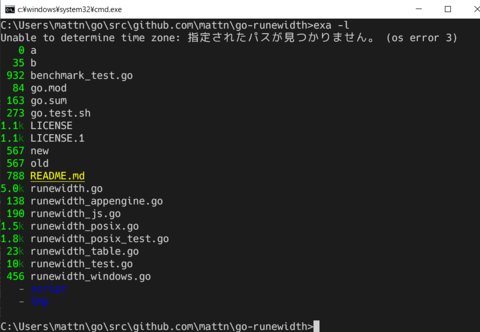 c:¥windows¥system32¥cmd.exe
C:\Users\mattn\go\src\github.com\mattn\go-runewidth>exa -l
Unable to determine time zone: 指定されたパスが見つかりません。 (os error 3)
0 a
35 b
932 benchmark_test.go
84 go.mod
163 go.sum
273 go.test.sh
1.1k LICENSE
1.1k LICENSE.1
567 new
567 old
788 README.md
5.0k runewidth.go
138 runewidth_appengine.go
190 runewidth_js.go
1.5k runewidth_posix.go
1.8k runewidth_posix_test.go
23k runewidth_table.go
10k runewidth_test.go
456 runewidth_windows.go
- script
-
C:\Users\mattn\go\src\github.com\mattn\go-runewidth>